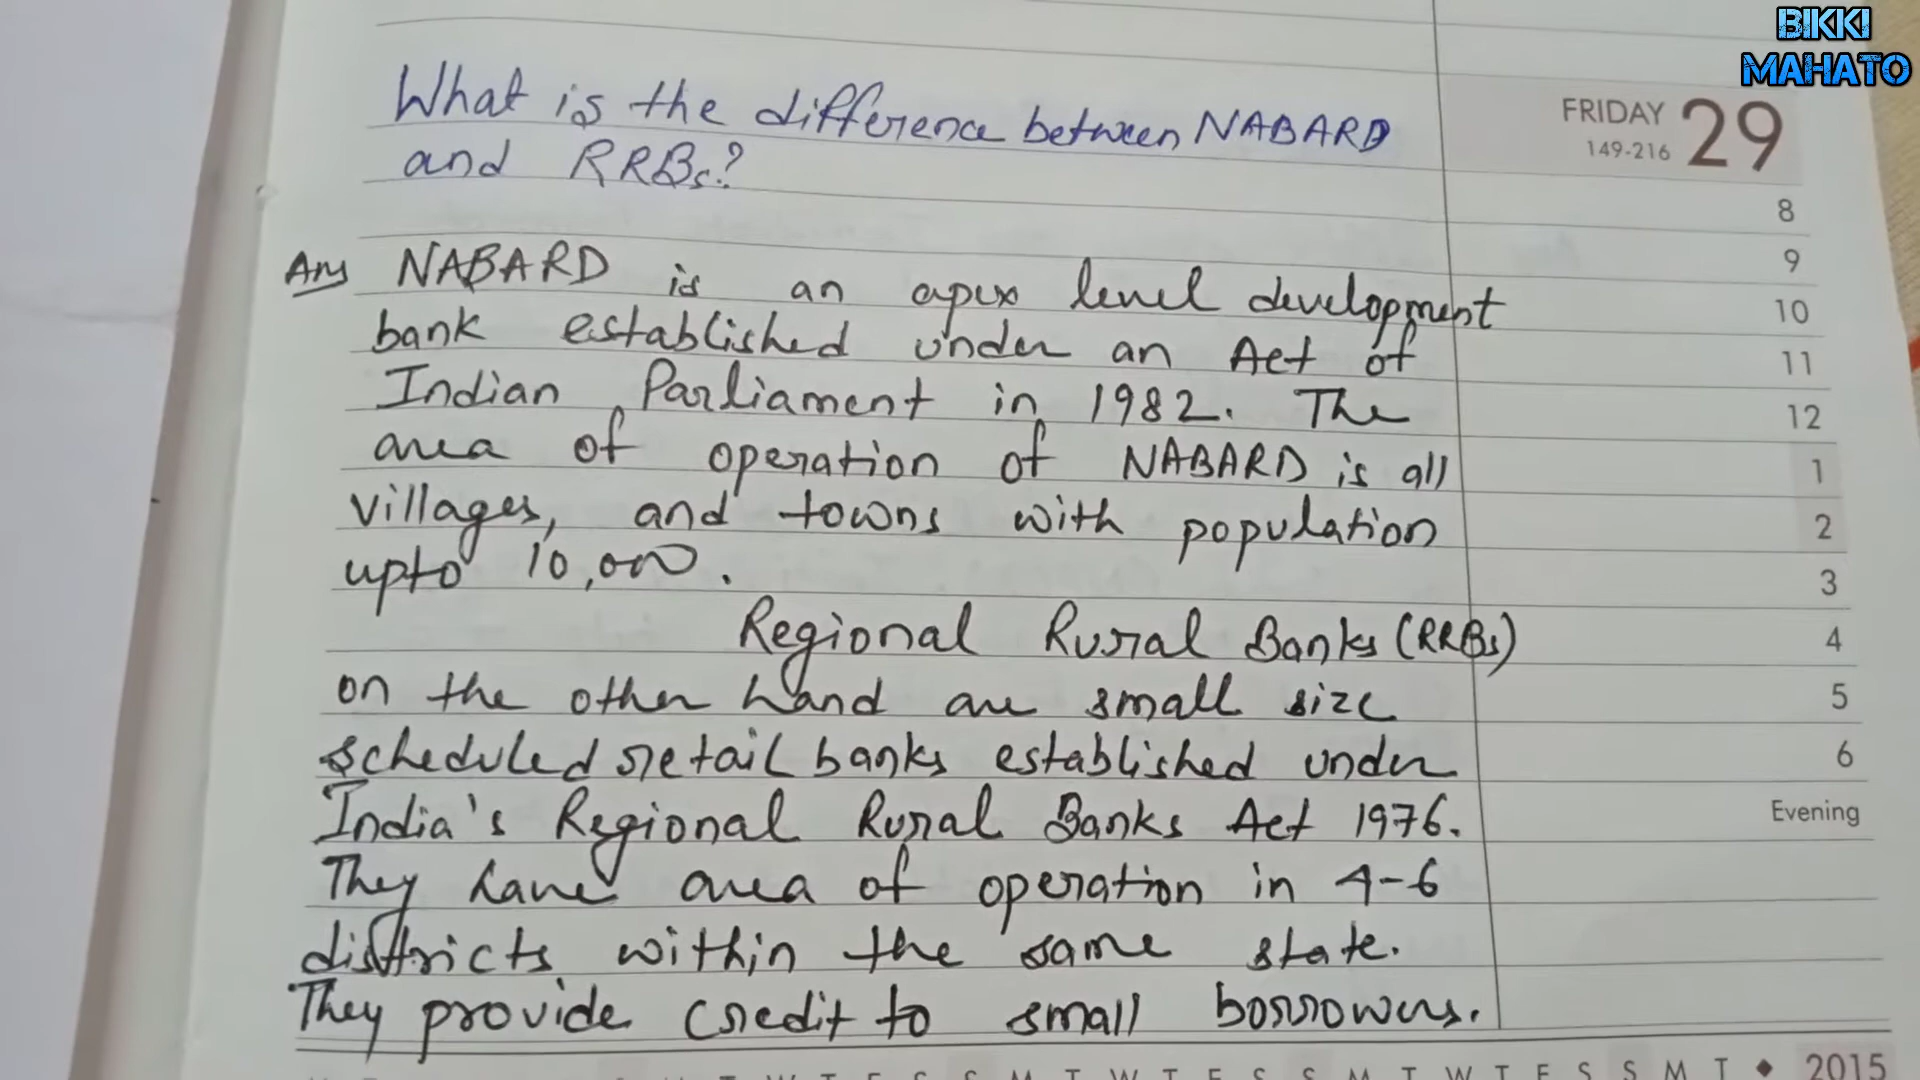 BIKKI
MAHATO
FRIDAY 29
149-216
What is the difference between NABARD
and RRBs?
Ans NABARD is an apex level development
bank established under an Act of
Indian Parliament in 1982. The
area of operation of NABARD is all
villages, and towns with population
upto 10,000.
Regional Rural Banks (RRBs)
on the other hand are small size
scheduled retail banks established under
India's Regional Rural Banks Act 1976.
They have area of operation in 4-6
districts within the same state.
They provide credit to small borrowers.
8
9
10
11
12
1
2
3
4
5
6
Evening
T W T F S S M T W T F S S M T ◆ 2015